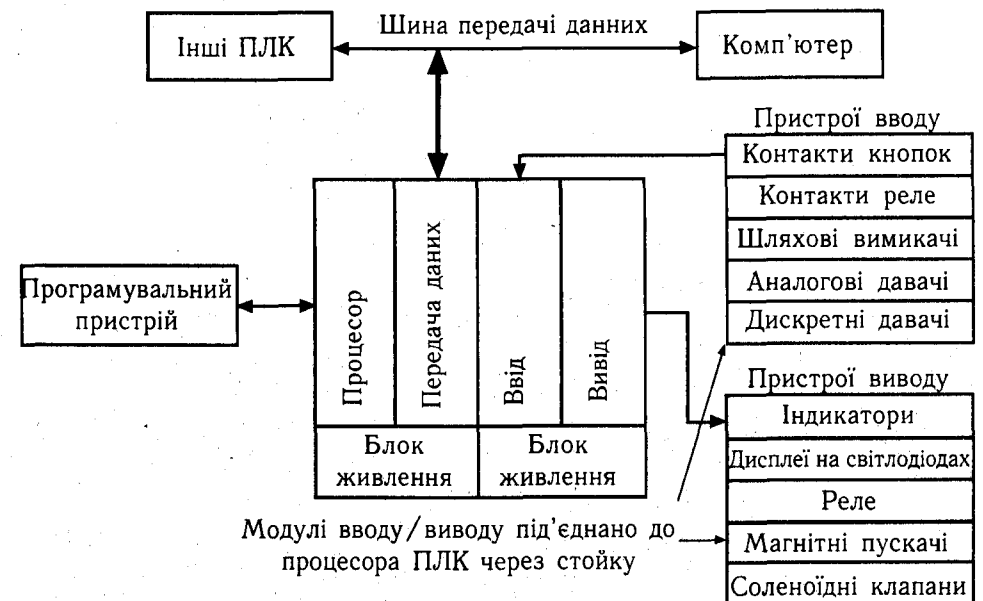 Шина передачі данних
Інші ПЛК
Комп'ютер
Пристрої вводу
Контакти кнопок
Контакти реле
Шляхові вимикачі
Аналогові давачі
Дискретні давачі
Програмувальний
пристрій
Процесор
Передача даних
Ввід
Вивід
Блок
живлення
Блок
живлення
Пристрої виводу
Індикатори
Дисплеї на світлодіодах
Реле
Магнітні пускачі
Соленоїдні клапани
Модулі вводу/виводу під'єднано до
процесора ПЛК через стойку